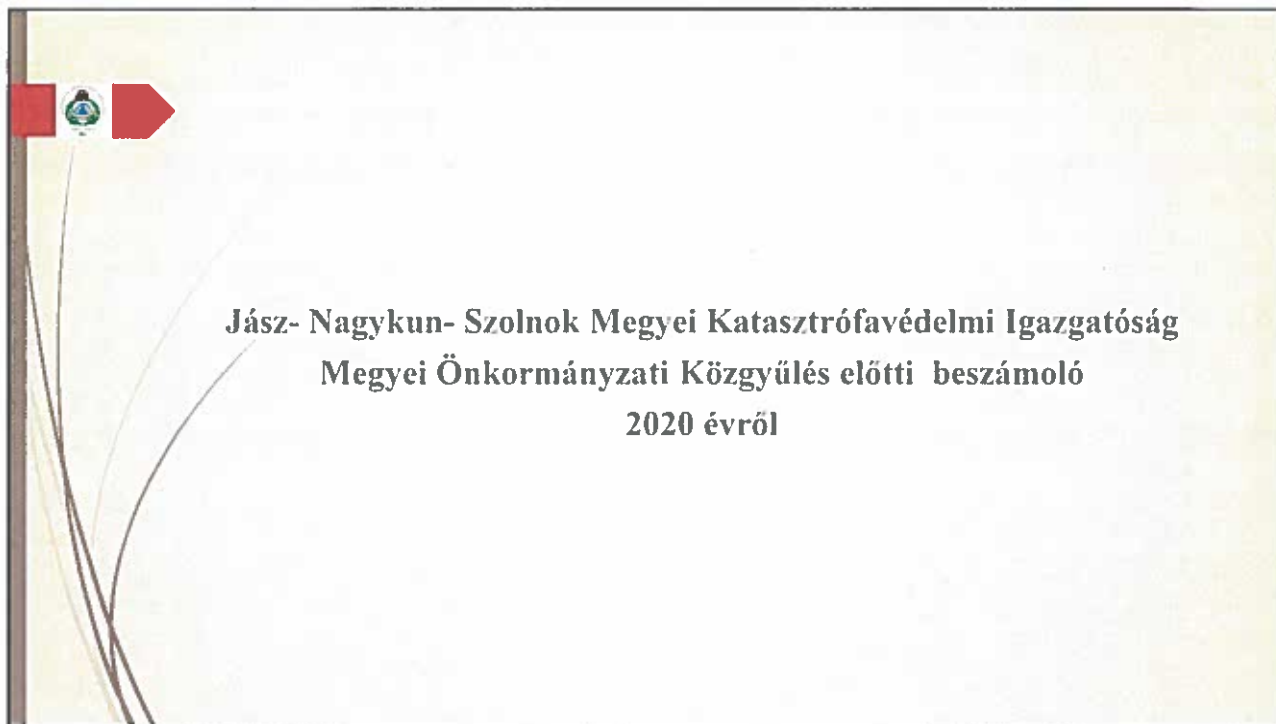 Jász- Nagykun- Szolnok Megyei Katasztrófavédelmi Igazgatóság
Megyei Önkormányzati Közgyűlés előtti beszámoló
2020 évről